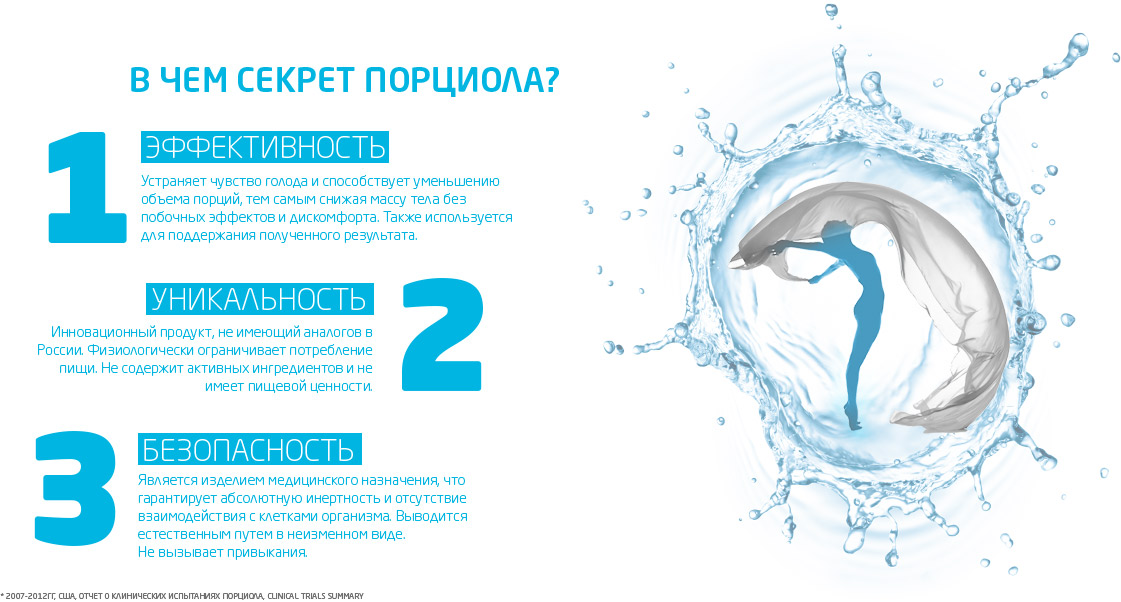 В ЧЕМ СЕКРЕТ ПОРЦИОЛА?
1
ЭФФЕКТИВНОСТЬ
Устраняет чувство голода и способствует уменьшению
объема порций, тем самым снижая массу тела без
побочных эффектов и дискомфорта. Также используется
для поддержания полученного результата.
УНИКАЛЬНОСТЬ
2
Инновационный продукт, не имеющий аналогов в
России. Физиологически ограничивает потребление
пищи. Не содержит активных ингредиентов и не
имеет пищевой ценности.
3
БЕЗОПАСНОСТЬ
Является изделием медицинского назначения, что
гарантирует абсолютную инертность и отсутствие
взаимодействия с клетками организма. Выводится
естественным путем в неизменном виде.
Не вызывает привыкания.
* 2007-2012ГГ, США, ОТЧЕТ О КЛИНИЧЕСКИХ ИСПЫТАНИЯХ ПОРЦИОЛА, CLINICAL TRIALS SUMMARY